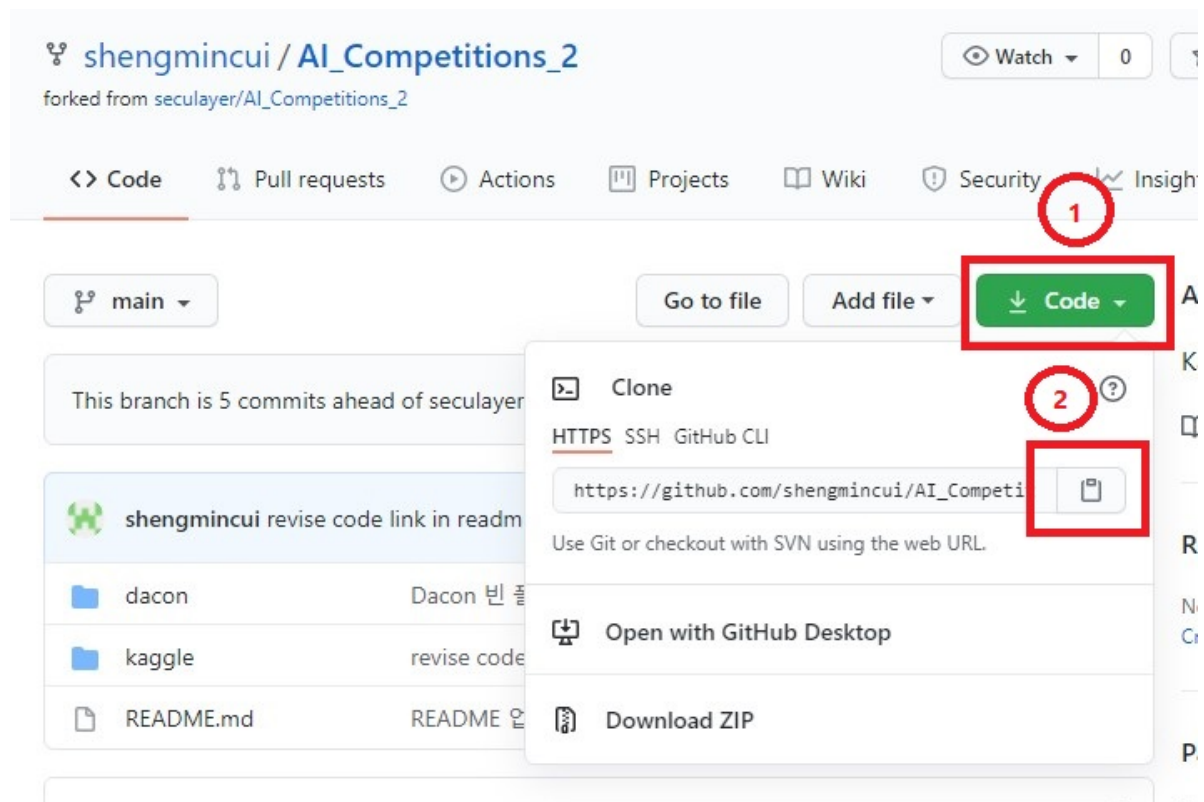 shengmincui / AI_Competitions_2
Watch 0
forked from seculayer/AI_Competitions_2
Code Pull requests Actions Projects Wiki Security Insight
1
main Go to file Add file Code
Clone
2
This branch is 5 commits ahead of seculayer
HTTPS SSH GitHub CLI
https://github.com/shengmincui/AI_Competi
shengmincui revise code link in readm
Use Git or checkout with SVN using the web URL.
dacon Dacon 빈
Open with GitHub Desktop
kaggle revise code
README.md README
Download ZIP